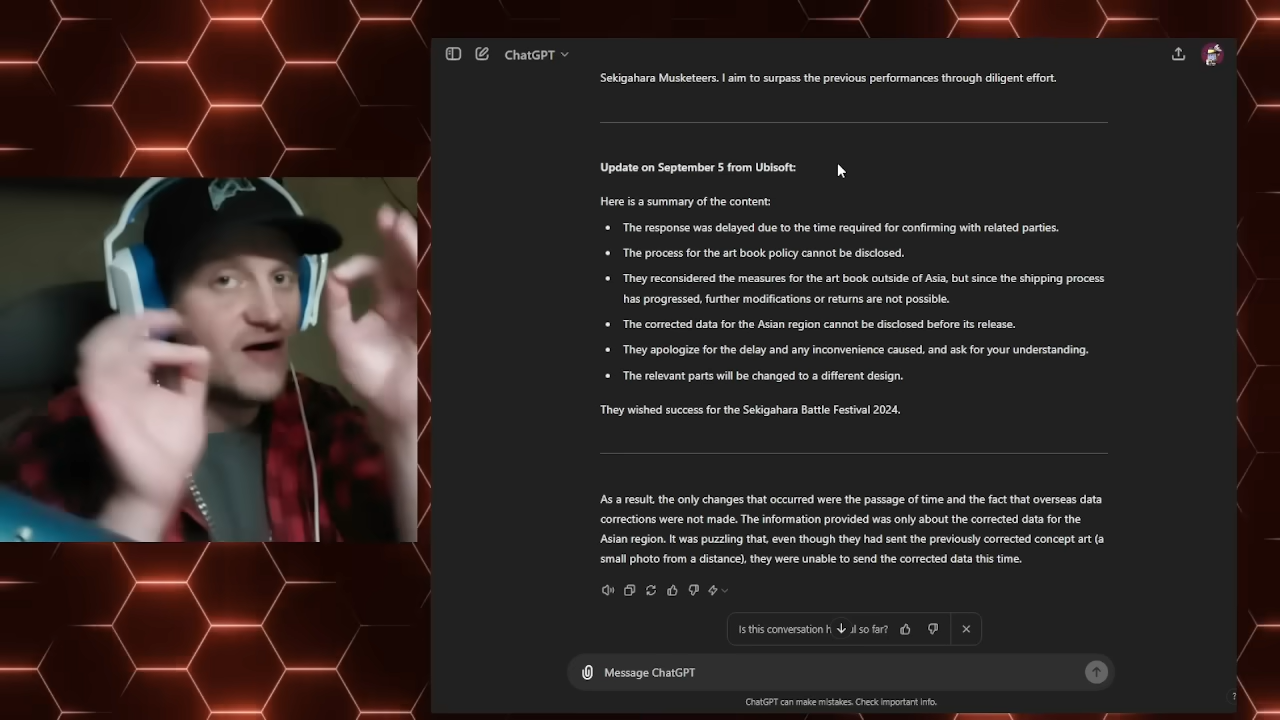 ChatGPT
Sekigahara Musketeers. I aim to surpass the previous performances through diligent effort.
Update on September 5 from Ubisoft:
Here is a summary of the content:
• The response was delayed due to the time required for confirming with related parties.
• The process for the art book policy cannot be disclosed.
• They reconsidered the measures for the art book outside of Asia, but since the shipping process
has progressed, further modifications or returns are not possible.
• The corrected data for the Asian region cannot be disclosed before its release.
• They apologize for the delay and any inconvenience caused, and ask for your understanding.
• The relevant parts will be changed to a different design.
They wished success for the Sekigahara Battle Festival 2024.
As a result, the only changes that occurred were the passage of time and the fact that overseas data
corrections were not made. The information provided was only about the corrected data for the
Asian region. It was puzzling that, even though they had sent the previously corrected concept art (a
small photo from a distance), they were unable to send the corrected data this time.
Is this conversation h ul so far?
Message ChatGPT
ChatGPT can make mistakes. Check important info.
?